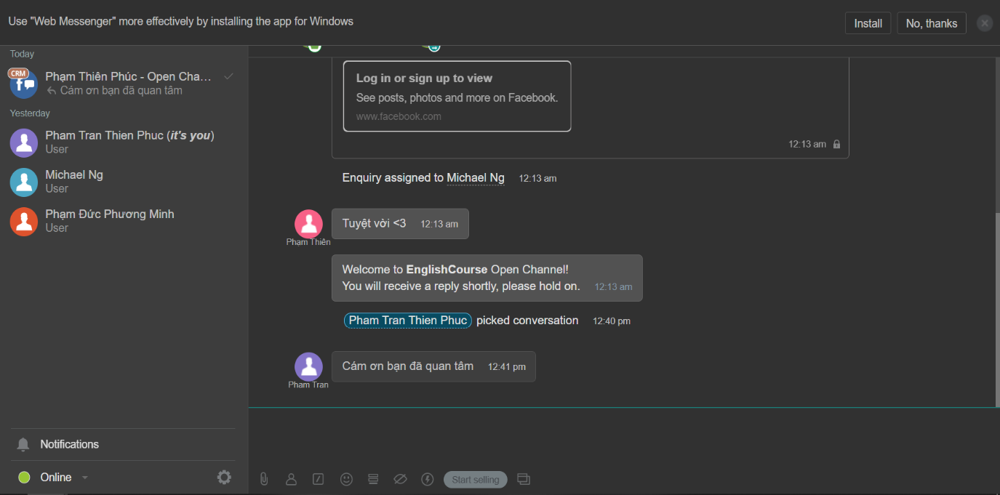 Use "Web Messenger" more effectively by installing the app for Windows
Install
No, thanks
Today
CRM
Phạm Thiên Phúc - Open Cha...
Cám ơn bạn đã quan tâm
Yesterday
Pham Tran Thien Phuc (it's you)
User
Michael Ng
User
Phạm Đức Phương Minh
User
Notifications
Online
Log in or sign up to view
See posts, photos and more on Facebook.
www.facebook.com
12:13 am
Enquiry assigned to Michael Ng 12:13 am
Tuyệt vời <3 12:13 am
Phạm Thiên
Welcome to EnglishCourse Open Channel!
You will receive a reply shortly, please hold on. 12:13 am
Pham Tran Thien Phuc picked conversation 12:40 pm
Cám ơn bạn đã quan tâm 12:41 pm
Pham Tran
Start selling